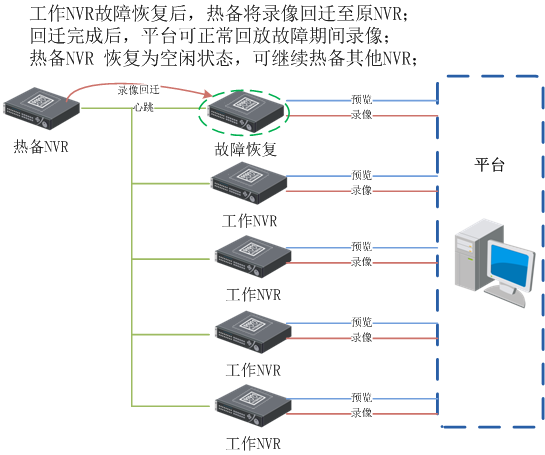 工作NVR故障恢复后，热备将录像回迁至原NVR；
回迁完成后，平台可正常回放故障期间录像；
热备NVR 恢复为空闲状态，可继续热备其他NVR；
录像回迁
心跳
预览
录像
热备NVR
故障恢复
平台
预览
录像
工作NVR
预览
录像
工作NVR
预览
录像
工作NVR
预览
录像
工作NVR